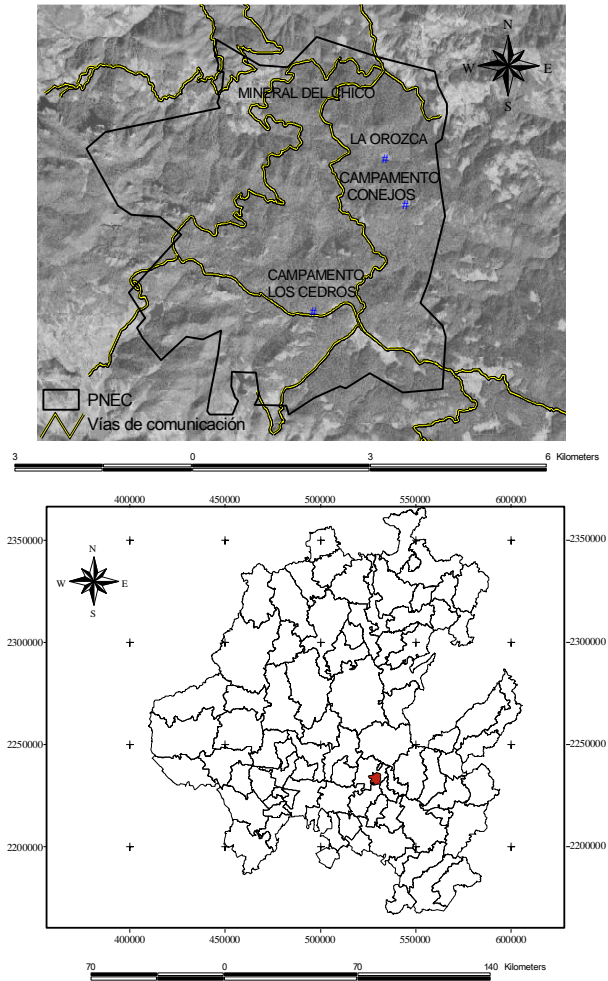 N
W E
S
MINERAL DEL CHICO
LA OROZCA
#
CAMPAMENTO
CONEJOS
#
CAMPAMENTO
LOS CEDROS
#
PNEC
Vías de comunicación
3 0 3 6 Kilometers
400000 450000 500000 550000 600000
2350000 2350000
N
W E
S
2300000 2300000
2250000 2250000
2200000 2200000
400000 450000 500000 550000 600000
70 0 70 140 Kilometers